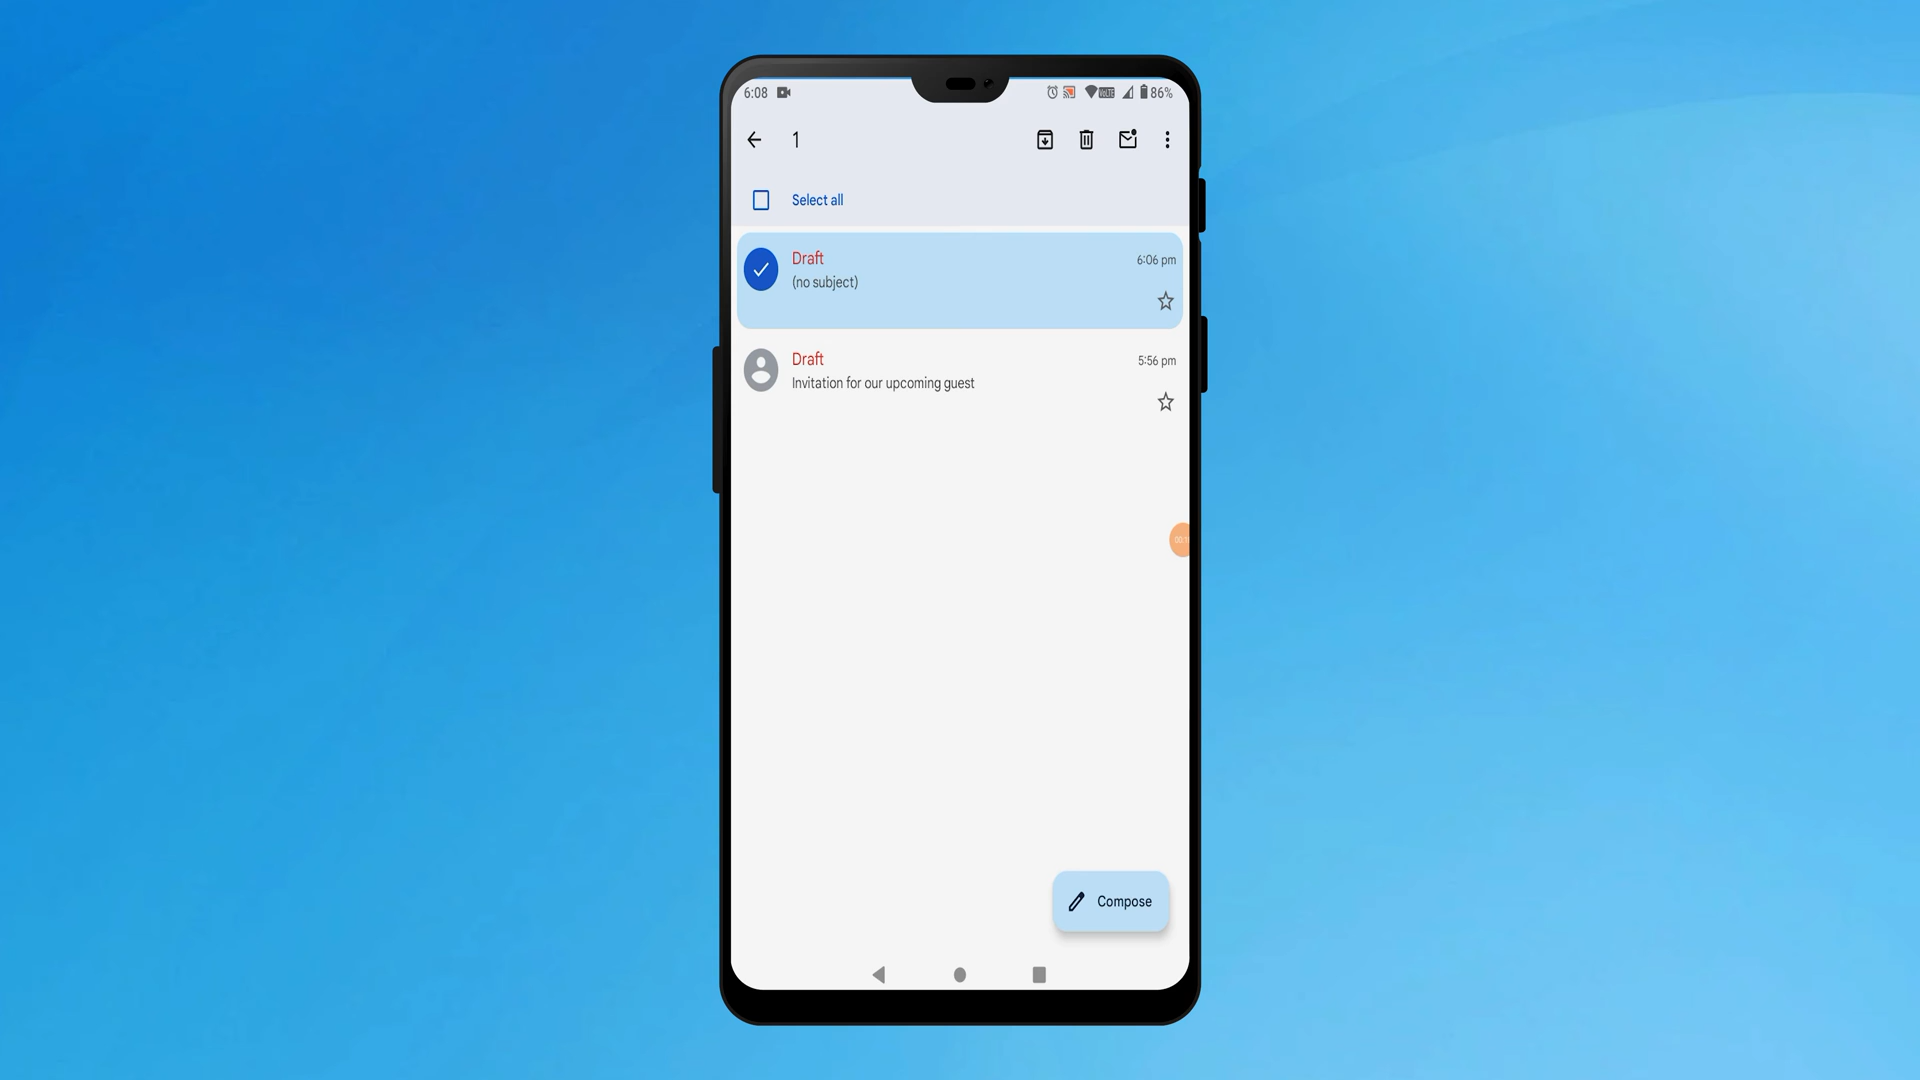 6:08
86%
1
Select all
Draft
6:06 pm
(no subject)
Draft
5:56 pm
Invitation for our upcoming guest
Compose